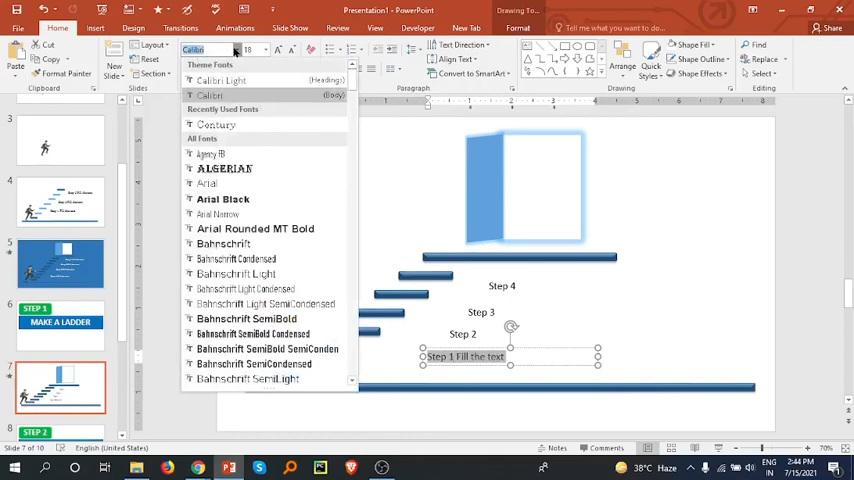 Presentation1 - PowerPoint
Drawing To...
File
Home
Insert
Design
Transitions
Animations
Slide Show
Review
View
Developer
New Tab
Format
Tell me what you want to do...
Share
Paste
Cut
Copy
Format Painter
Clipboard
New
Slide
Layout
Reset
Section
Calibri
18
Text Direction
Align Text
Convert to SmartArt
Paragraph
Drawing
Arrange
Quick
Styles
Shape Fill
Shape Outline
Shape Effects
Find
Replace
Select
Editing
Theme Fonts
Calibri Light
(Headings)
Calibri
(Body)
Recently Used Fonts
Century
All Fonts
Agency FB
ALGERIAN
Arial
Arial Black
Arial Narrow
Arial Rounded MT Bold
Bahnschrift
Bahnschrift Condensed
Bahnschrift Light
Bahnschrift Light Condensed
Bahnschrift Light SemiCondensed
Bahnschrift SemiBold
Bahnschrift SemiBold Condensed
Bahnschrift SemiBold SemiConden
Bahnschrift SemiCondensed
Bahnschrift SemiLight
3
4
5
6
STEP 1
MAKE A LADDER
7
8
STEP 2
Step 4
Step 3
Step 2
Step 1 Fill the text
Slide 7 of 10
English (United States)
Notes
Comments
70%
38°C Haze
ENG
IN
2:44 PM
7/15/2021